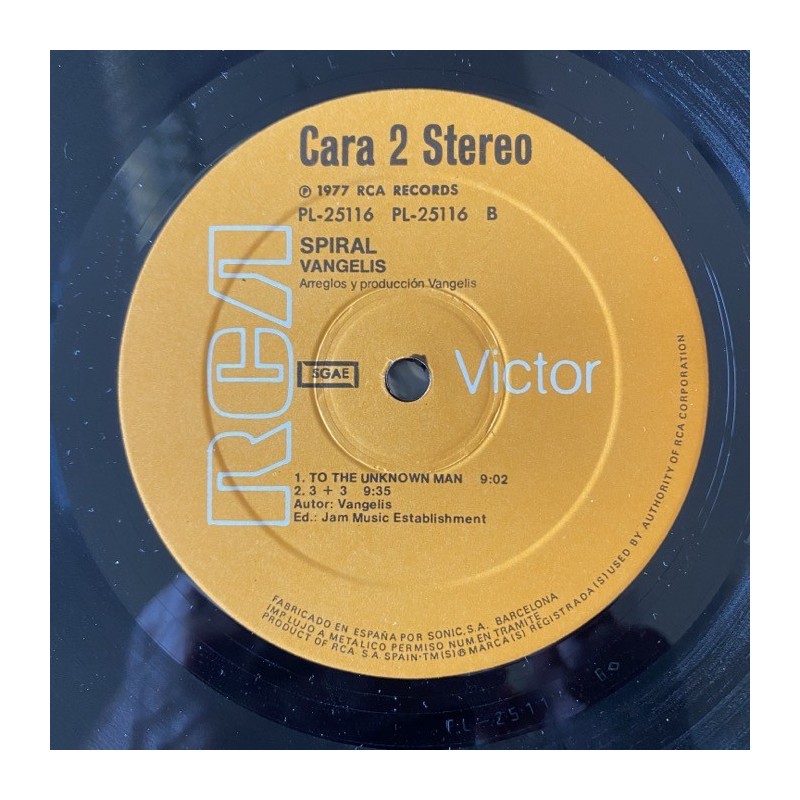 Cara 2 Stereo
℗ 1977 RCA RECORDS
PL-25116 PL-25116 B
SPIRAL
VANGELIS
Arreglos y producción Vangelis
RCA
SGAE
Victor
1. TO THE UNKNOWN MAN 9:02
2. 3 + 3 9:35
Autor: Vangelis
Ed.: Jam Music Establishment
FABRICADO EN ESPAÑA POR SONIC, S.A. BARCELONA
IMP. LUJO A METALICO PERMISO NUM EN TRAMITE
PRODUCT OF RCA S.A SPAIN·TM(S)® MARCA(S) REGISTRADA(S) USED BY AUTHORITY OF RCA CORPORATION